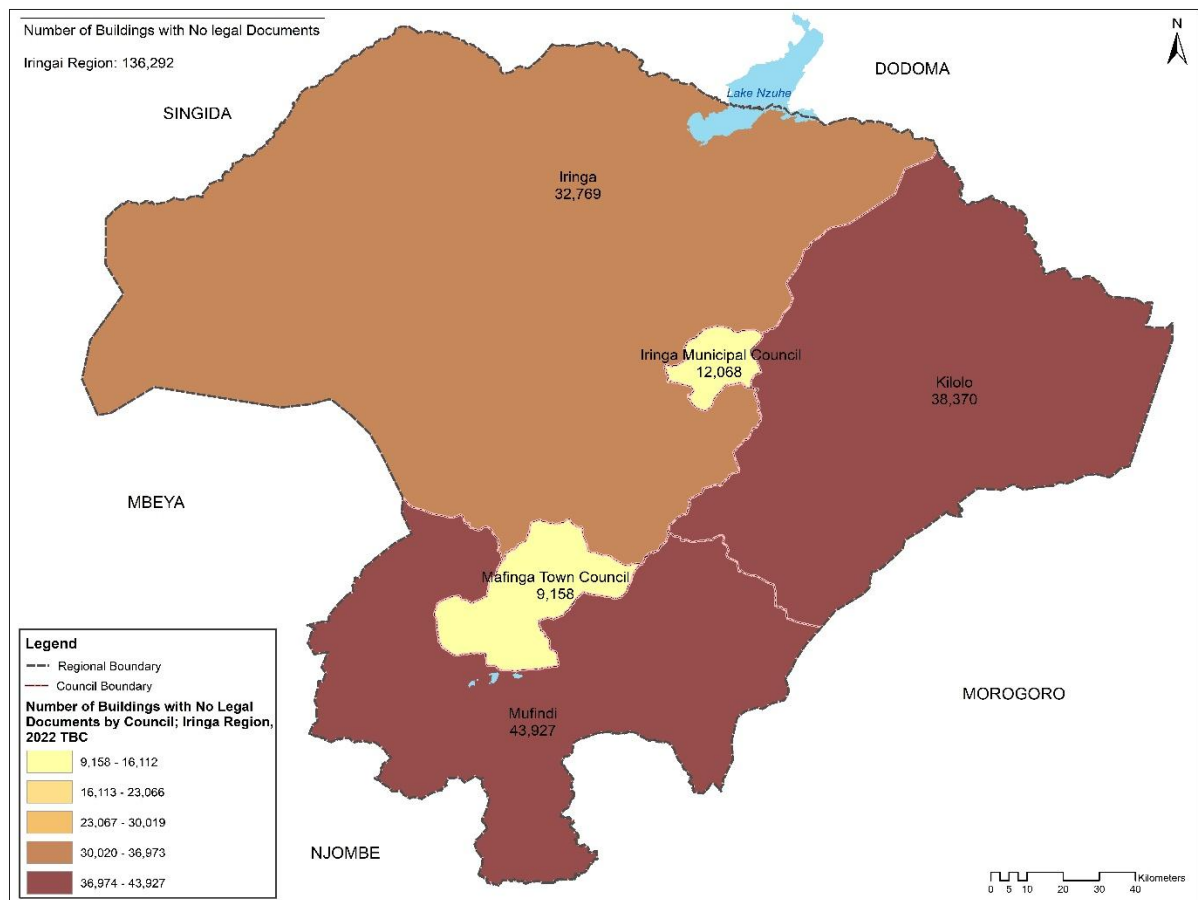 Number of Buildings with No legal Documents
Iringai Region: 136,292
N
DODOMA
SINGIDA
Lake Nzuhe
Iringa
32,769
Iringa Municipal Council
12,068
Kilolo
38,370
MBEYA
Mafinga Town Council
9,158
MOROGORO
Mufindi
43,927
NJOMBE
Legend
Regional Boundary
Council Boundary
Number of Buildings with No Legal
Documents by Council; Iringa Region,
2022 TBC
9,158 - 16,112
16,113 - 23,066
23,067 - 30,019
30,020 - 36,973
36,974 - 43,927
Kilometers
0 5 10 20 30 40